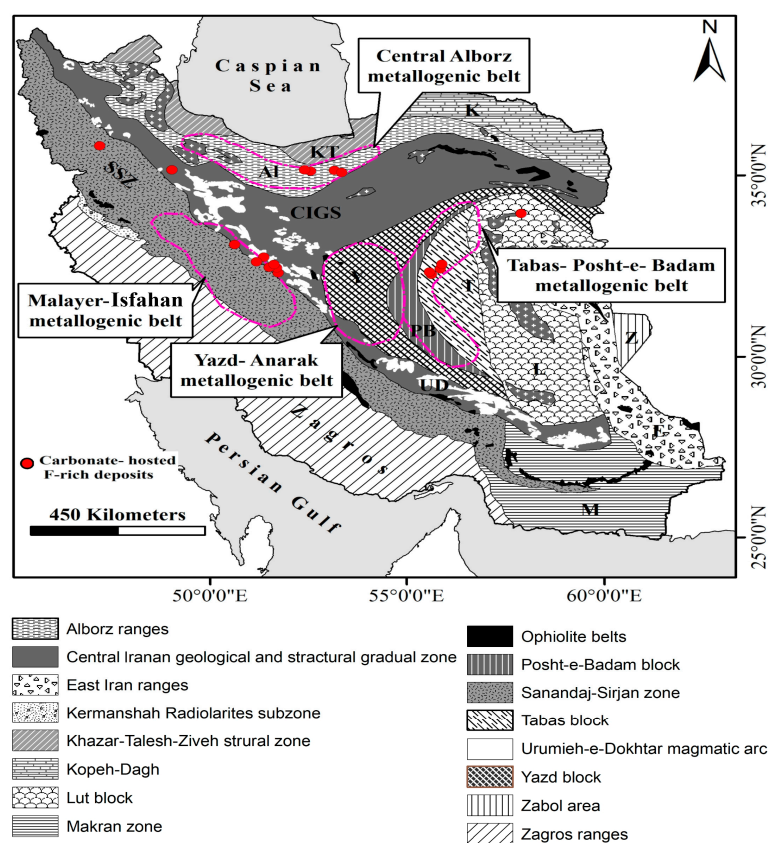 N
Caspian
Sea
Central Alborz
metallogenic belt
K
KT
Al
SSZ
CIGS
35°0'0"N
Tabas- Posht-e- Badam
metallogenic belt
Malayer-Isfahan
metallogenic belt
Y
T
PB
Yazd- Anarak
metallogenic belt
Z
30°0'0"N
L
UD
Zagros
E
Persian Gulf
Carbonate- hosted
F-rich deposits
450 Kilometers
M
25°0'0"N
50°0'0"E
55°0'0"E
60°0'0"E
Alborz ranges
Central Iranan geological and stractural gradual zone
East Iran ranges
Kermanshah Radiolarites subzone
Khazar-Talesh-Ziveh strural zone
Kopeh-Dagh
Lut block
Makran zone
Ophiolite belts
Posht-e-Badam block
Sanandaj-Sirjan zone
Tabas block
Urumieh-e-Dokhtar magmatic arc
Yazd block
Zabol area
Zagros ranges